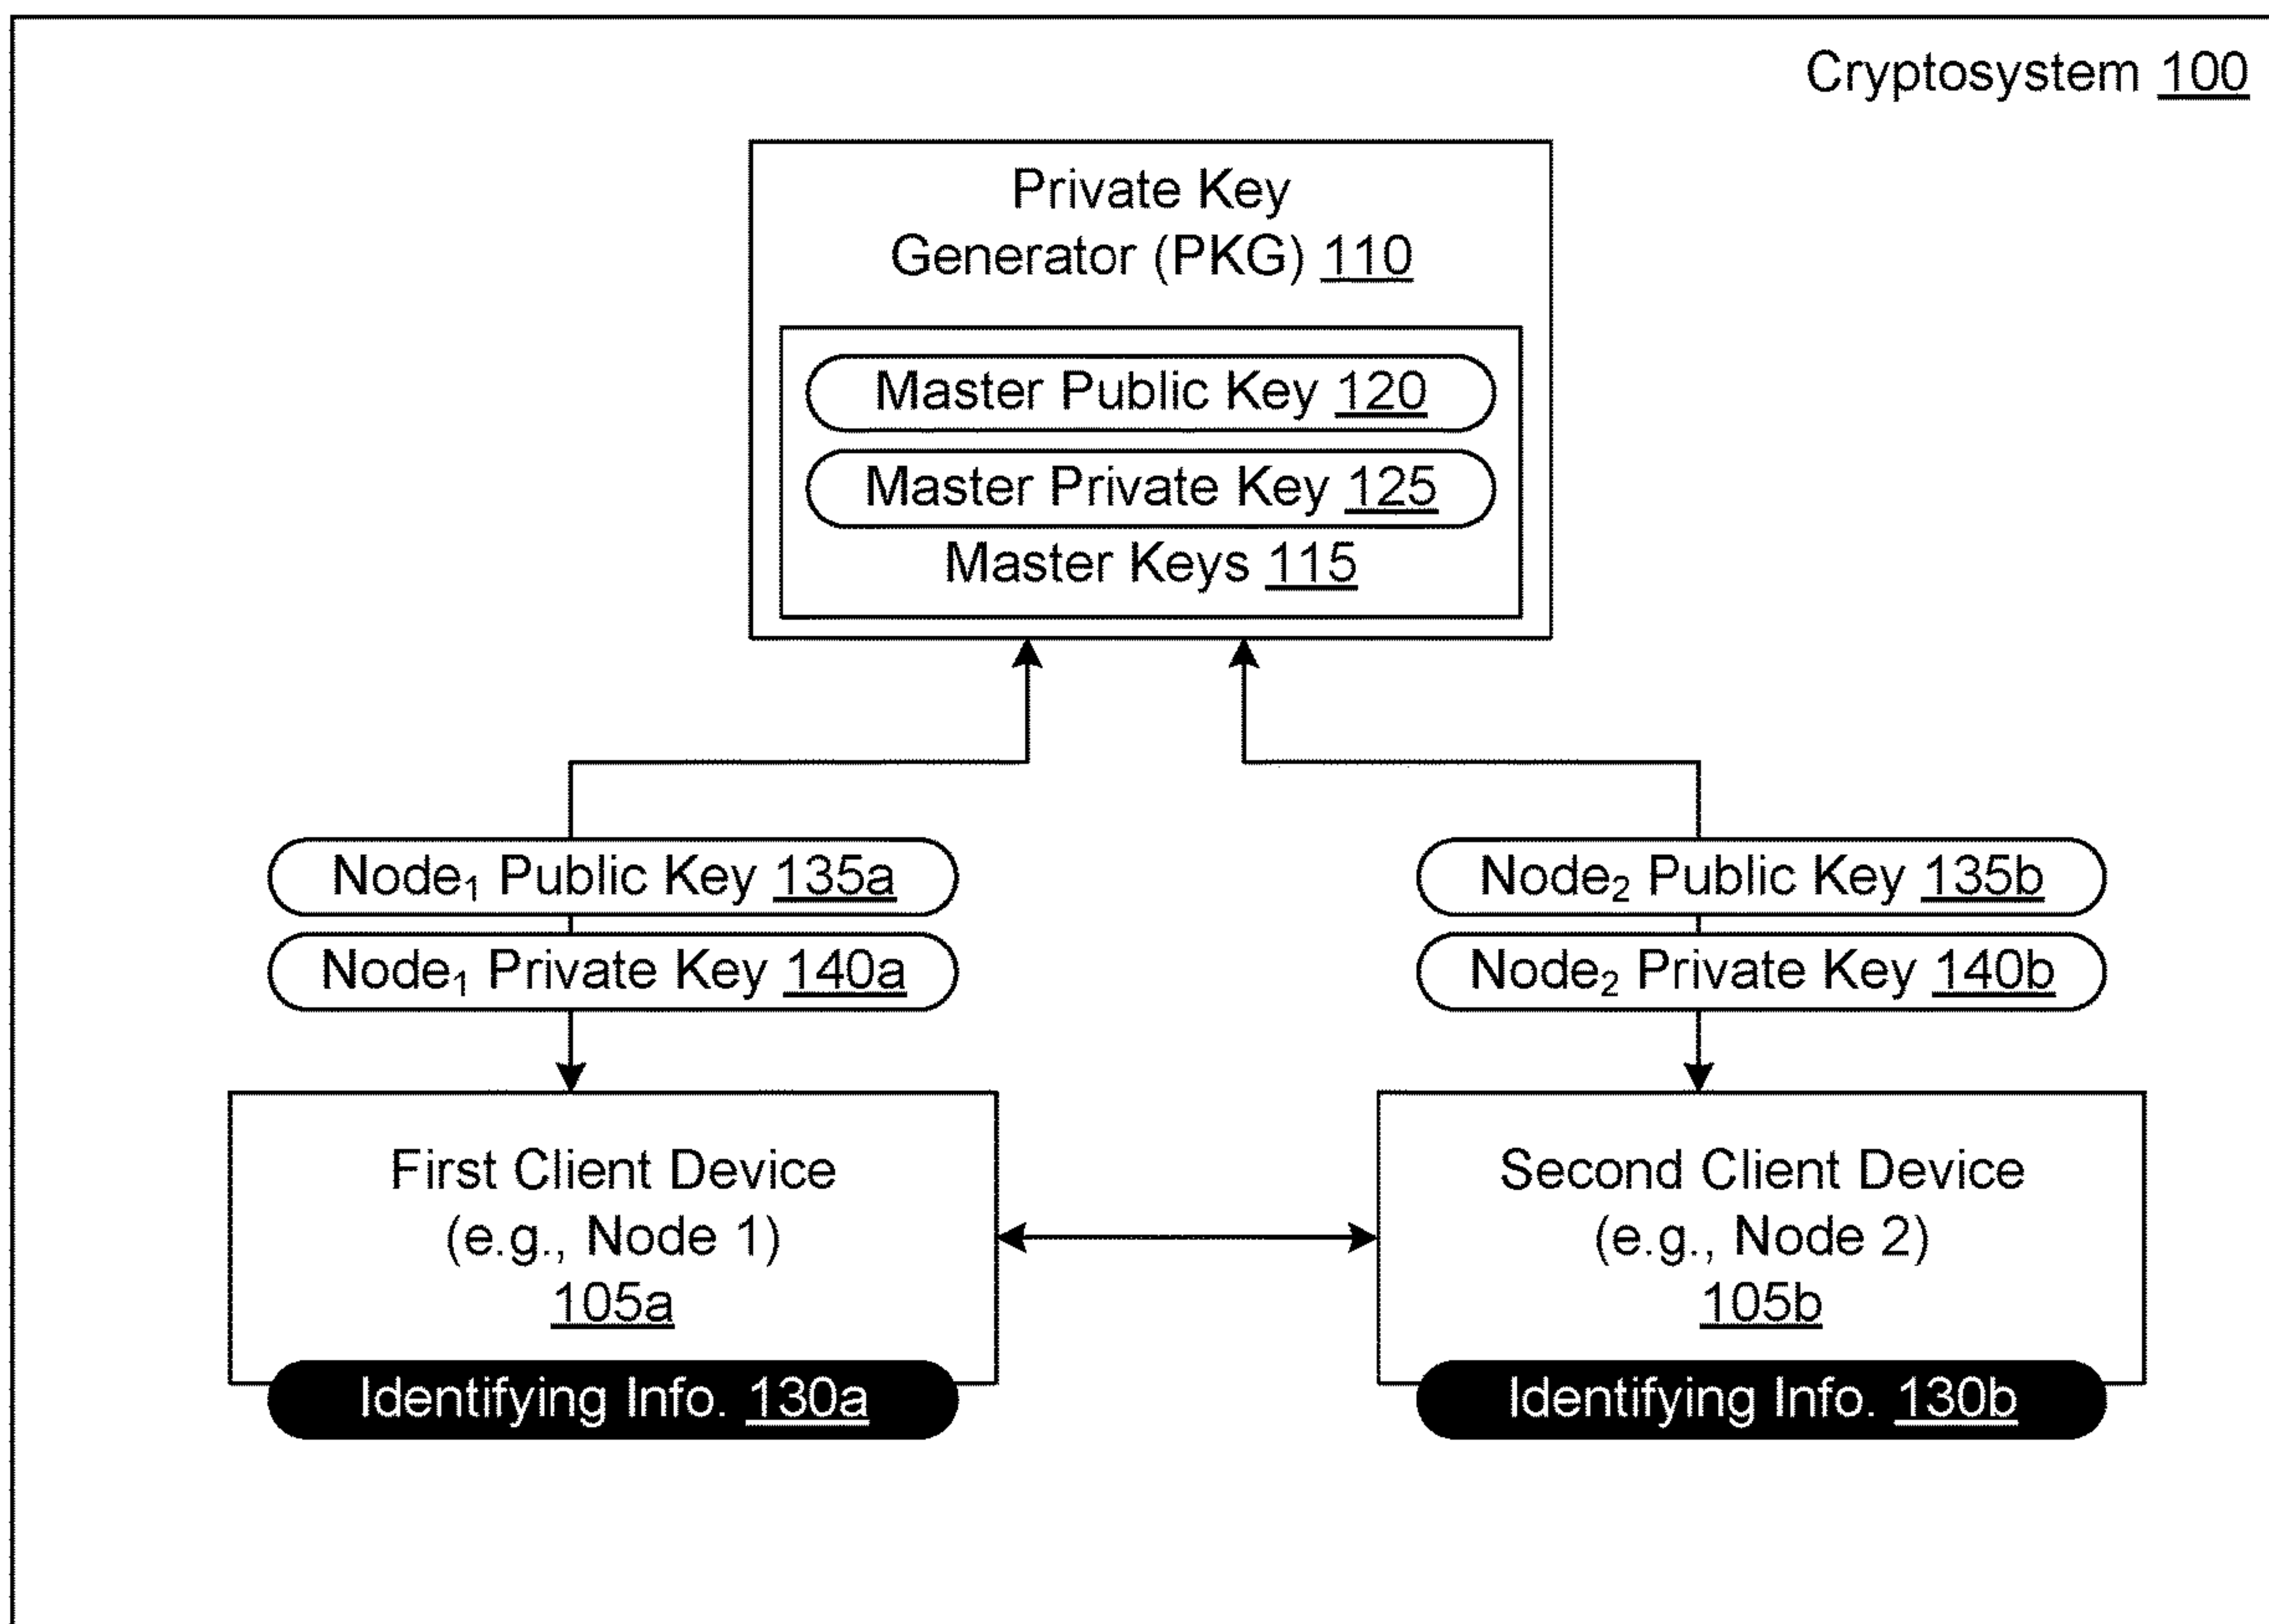 Cryptosystem 100
Private Key
Generator (PKG) 110
Master Public Key 120
Master Private Key 125
Master Keys 115
Node₁ Public Key 135a
Node₁ Private Key 140a
Node₂ Public Key 135b
Node₂ Private Key 140b
First Client Device
(e.g., Node 1)
105a
Identifying Info. 130a
Second Client Device
(e.g., Node 2)
105b
Identifying Info. 130b